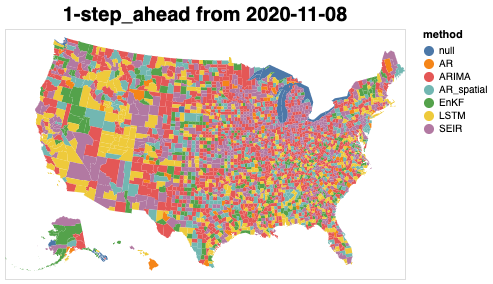 1-step_ahead from 2020-11-08
method
null
AR
ARIMA
AR_spatial
EnKF
LSTM
SEIR